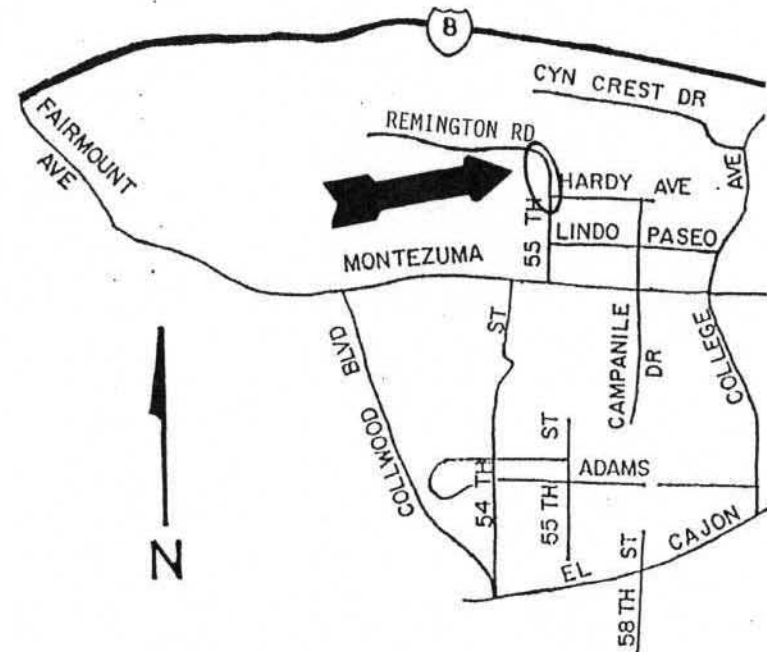 8
CYN CREST DR
REMINGTON RD
FAIRMOUNT
AVE
HARDY AVE
AVE
55 TH
LINDO PASEO
MONTEZUMA
ST
COLLWOOD BLVD
CAMPANILE
DR
COLLEGE
54 TH
55 TH ST
ADAMS
N
EL CAJON
58 TH ST